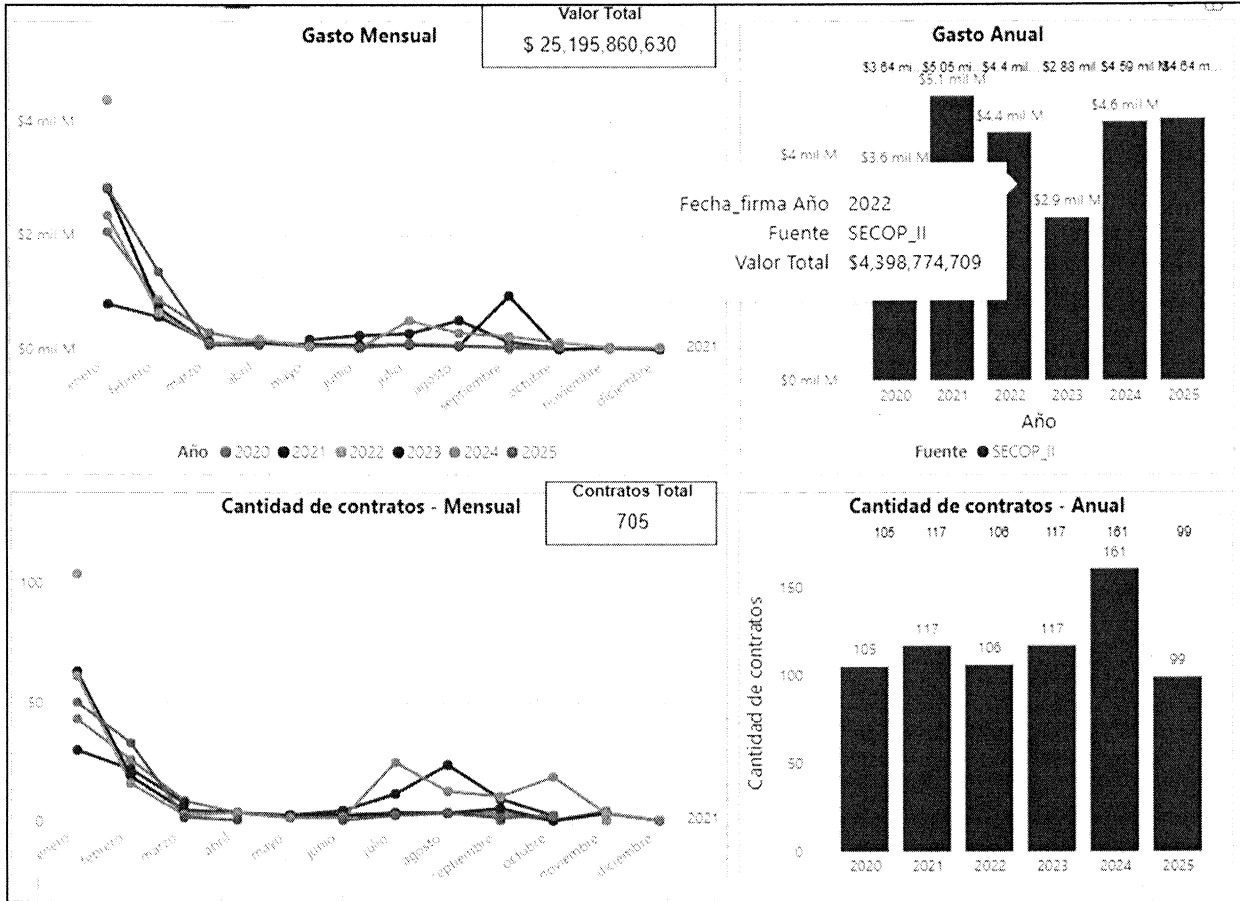 Gasto Mensual
Valor Total
$ 25,195,860,630
$4 mil M
$2 mil M
$0 mil M
2021
enero
febrero
marzo
abril
mayo
junio
julio
agosto
septiembre
octubre
noviembre
diciembre
Año 2020 2021 2022 2023 2024 2025
Gasto Anual
$3.64 mi... $5.05 mi... $4.4 mil... $2.88 mil $4.59 mil M $4.64 m...
$5.1 mil M
$4.6 mil M
$4.4 mil M
$4 mil M
$3.6 mil M
$2.9 mil M
Fecha_firma Año 2022
Fuente SECOP_II
Valor Total $4,398,774,709
$0 mil M
2020 2021 2022 2023 2024 2025
Año
Fuente SECOP_II
Cantidad de contratos - Mensual
Contratos Total
705
100
50
0
2021
enero
febrero
marzo
abril
mayo
junio
julio
agosto
septiembre
octubre
noviembre
diciembre
Cantidad de contratos - Anual
105 117 106 117 161 99
161
150
117 117
105 106
99
100
50
0
Cantidad de contratos
2020 2021 2022 2023 2024 2025